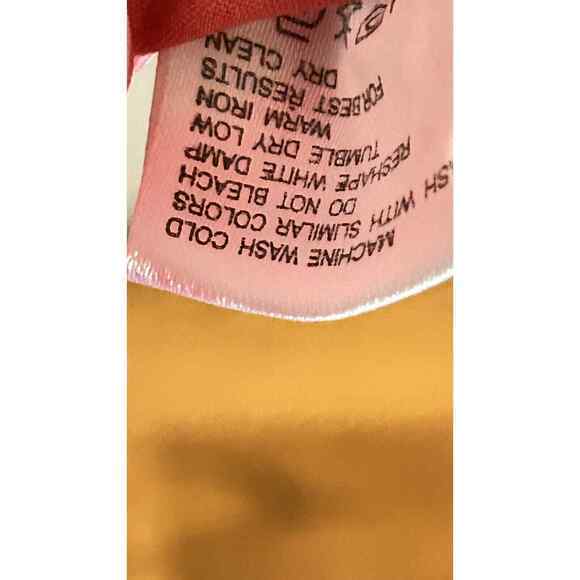 MACHINE WASH COLD
WITH SLIMILAR COLORS
DO NOT BLEACH
RESHAPE WHITE DAMP
TUMBLE DRY LOW
WARM IRON
FOR BEST RESULTS
DRY CLEAN